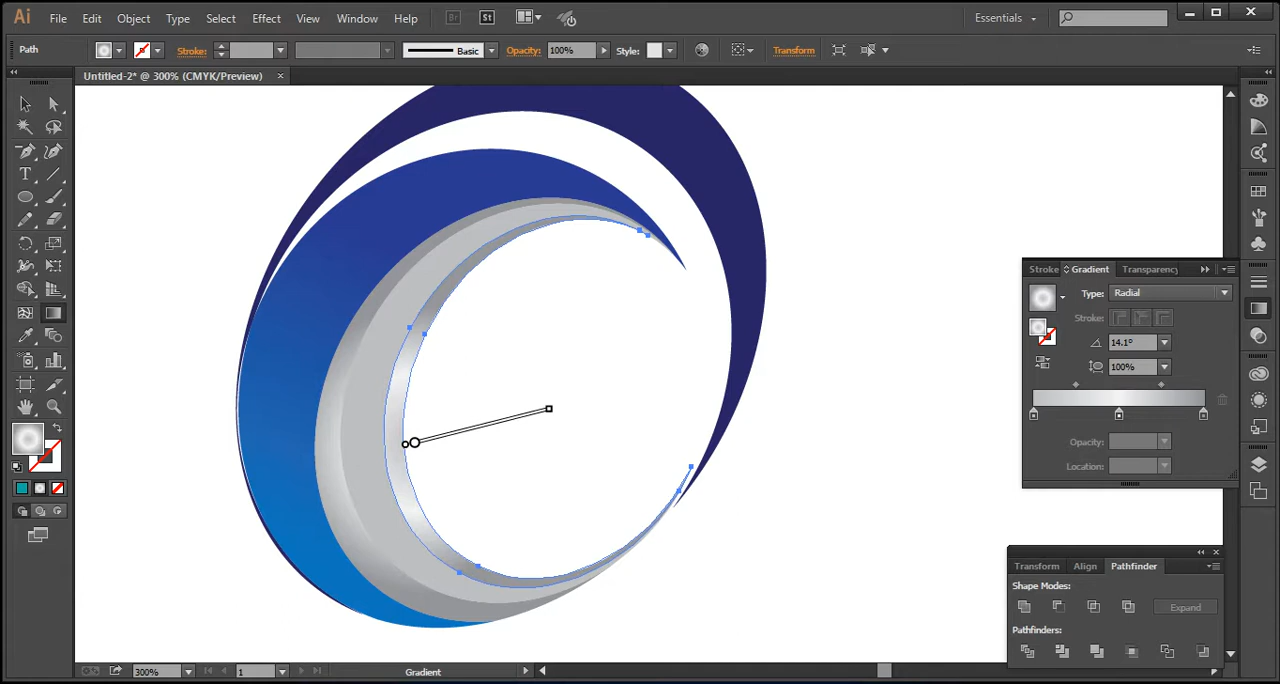 Ai File Edit Object Type Select Effect View Window Help Br St Essentials
Path Stroke: Basic Opacity: 100% Style: Transform
Untitled-2* @ 300% (CMYK/Preview) ×
Stroke Gradient Transparency
Type: Radial
Stroke:
14.1°
100%
Opacity:
Location:
Transform Align Pathfinder
Shape Modes:
Expand
Pathfinders:
300% 1 Gradient